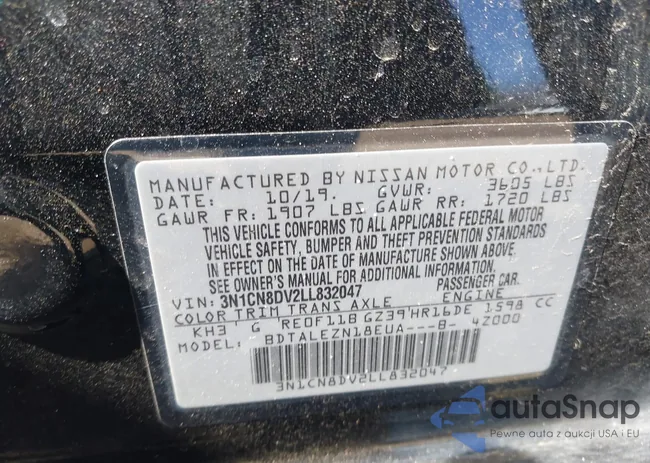 MANUFACTURED BY NISSAN MOTOR CO.,LTD.
DATE: 10/19. GVWR: 3605 LBS
GAWR FR: 1907 LBS GAWR RR: 1720 LBS
THIS VEHICLE CONFORMS TO ALL APPLICABLE FEDERAL MOTOR
VEHICLE SAFETY, BUMPER AND THEFT PREVENTION STANDARDS
IN EFFECT ON THE DATE OF MANUFACTURE SHOWN ABOVE.
SEE OWNER'S MANUAL FOR ADDITIONAL INFORMATION
VIN: 3N1CN8DV2LL832047 PASSENGER CAR.
COLOR TRIM TRANS AXLE ENGINE
KH3 G RE0F11B GZ39 HR16DE 1598 CC
MODEL: BDTALEZN18EUA---B- 4Z000
3N1CN8DV2LL832047
autaSnap
Pewne auta z aukcji USA i EU